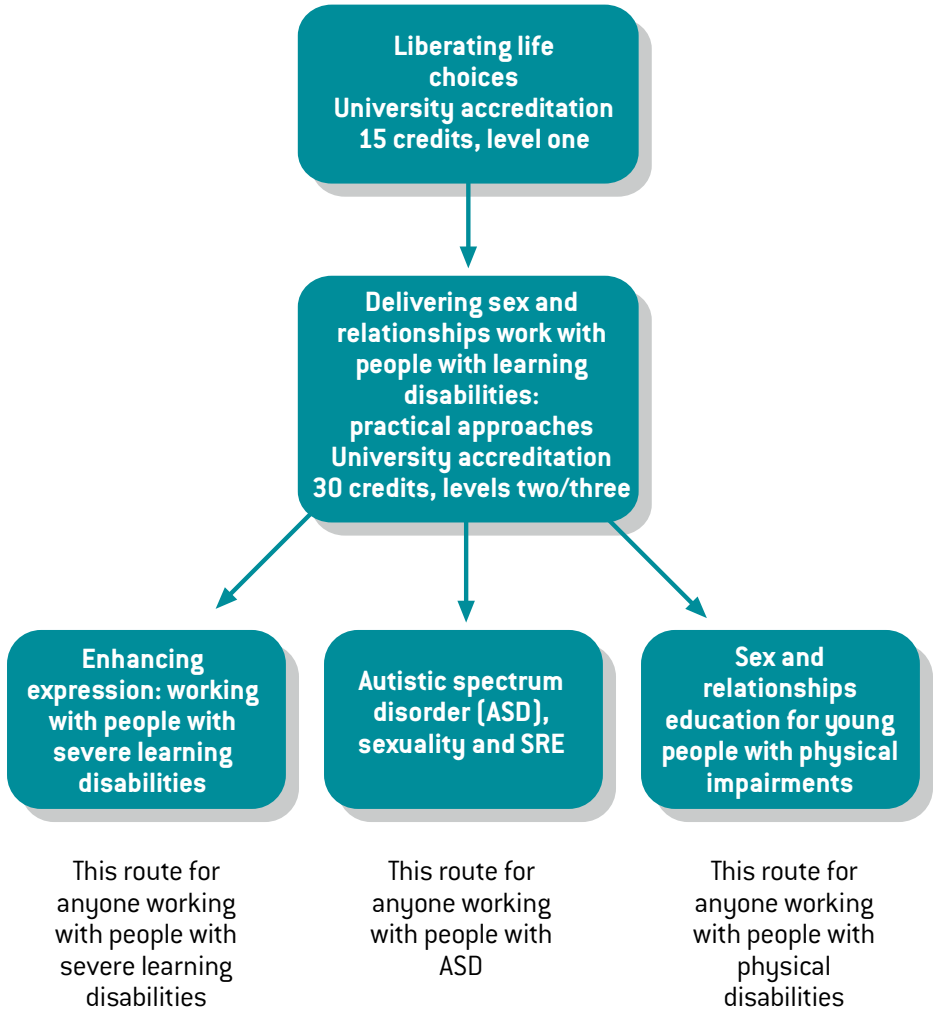 Liberating life
choices
University accreditation
15 credits, level one
Delivering sex and
relationships work with
people with learning
disabilities:
practical approaches
University accreditation
30 credits, levels two/three
Enhancing
expression: working
with people with
severe learning
disabilities
Autistic spectrum
disorder (ASD),
sexuality and SRE
Sex and
relationships
education for young
people with physical
impairments
This route for
anyone working
with people with
severe learning
disabilities
This route for
anyone working
with people with
ASD
This route for
anyone working
with people with
physical
disabilities